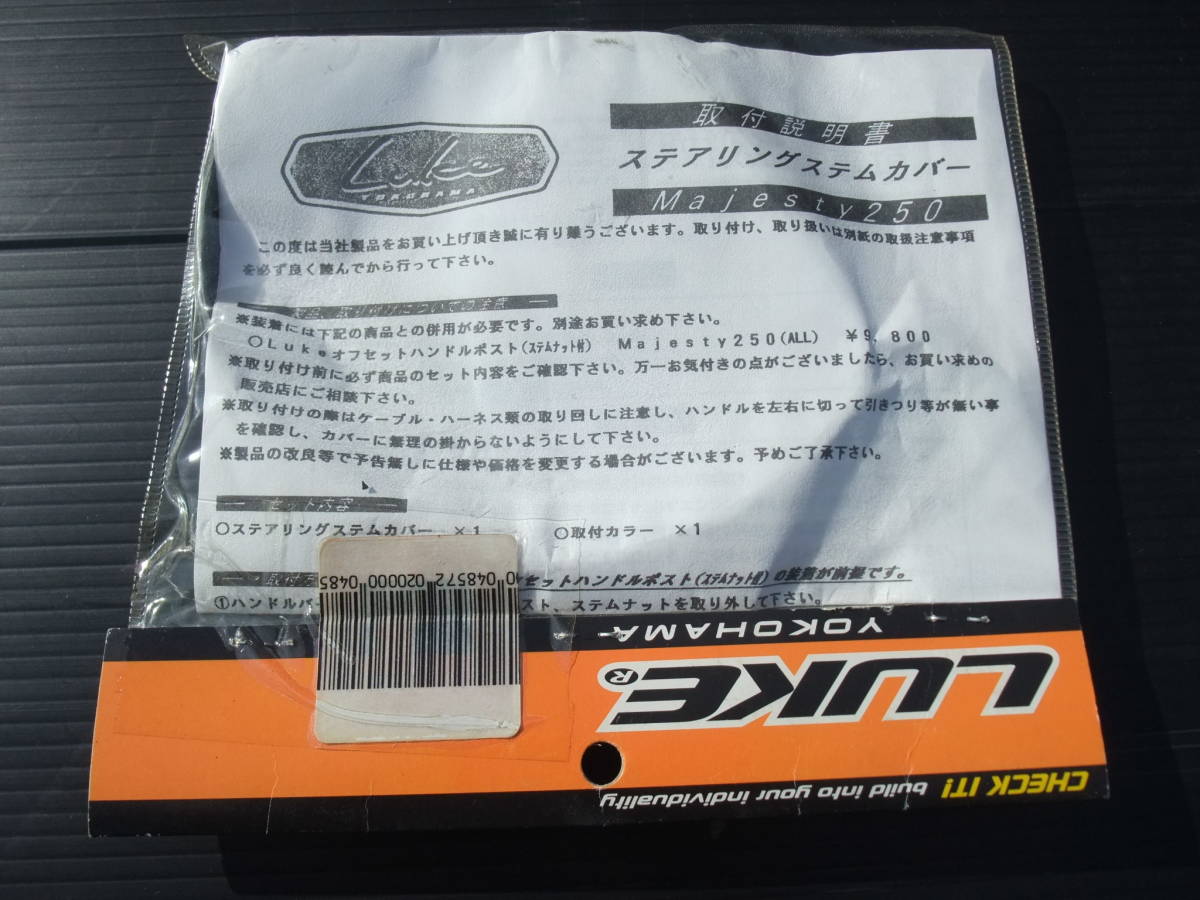 Luke
YOKOHAMA
取付説明書
ステアリングステムカバー
Majesty250
この度は当社製品をお買い上げ頂き誠に有り難うございます。取り付け、取り扱いは別紙の取扱注意事項
を必ず良く読んでから行って下さい。
取り付けについてのご注意
※装着には下記の商品との併用が必要です。別途お買い求め下さい。
○Lukeオフセットハンドルポスト(ステムナット付) Majesty250(ALL) ¥9,800
※取り付け前に必ず商品のセット内容をご確認下さい。万一お気付きの点がございましたら、お買い求めの
販売店にご相談下さい。
※取り付けの際はケーブル・ハーネス類の取り回しに注意し、ハンドルを左右に切って引きつり等が無い事
を確認し、カバーに無理の掛からないようにして下さい。
※製品の改良等で予告無しに仕様や価格を変更する場合がございます。予めご了承下さい。
セット内容
○ステアリングステムカバー ×1 ○取付カラー ×1
取付 セットハンドルポスト(ステムナット付)の装着が前提です。
①ハンドルバ スト、ステムナットを取り外して下さい。
0 048572 020000 0485
YOKOHAMA
LUKE®
CHECK IT! build into your individuality